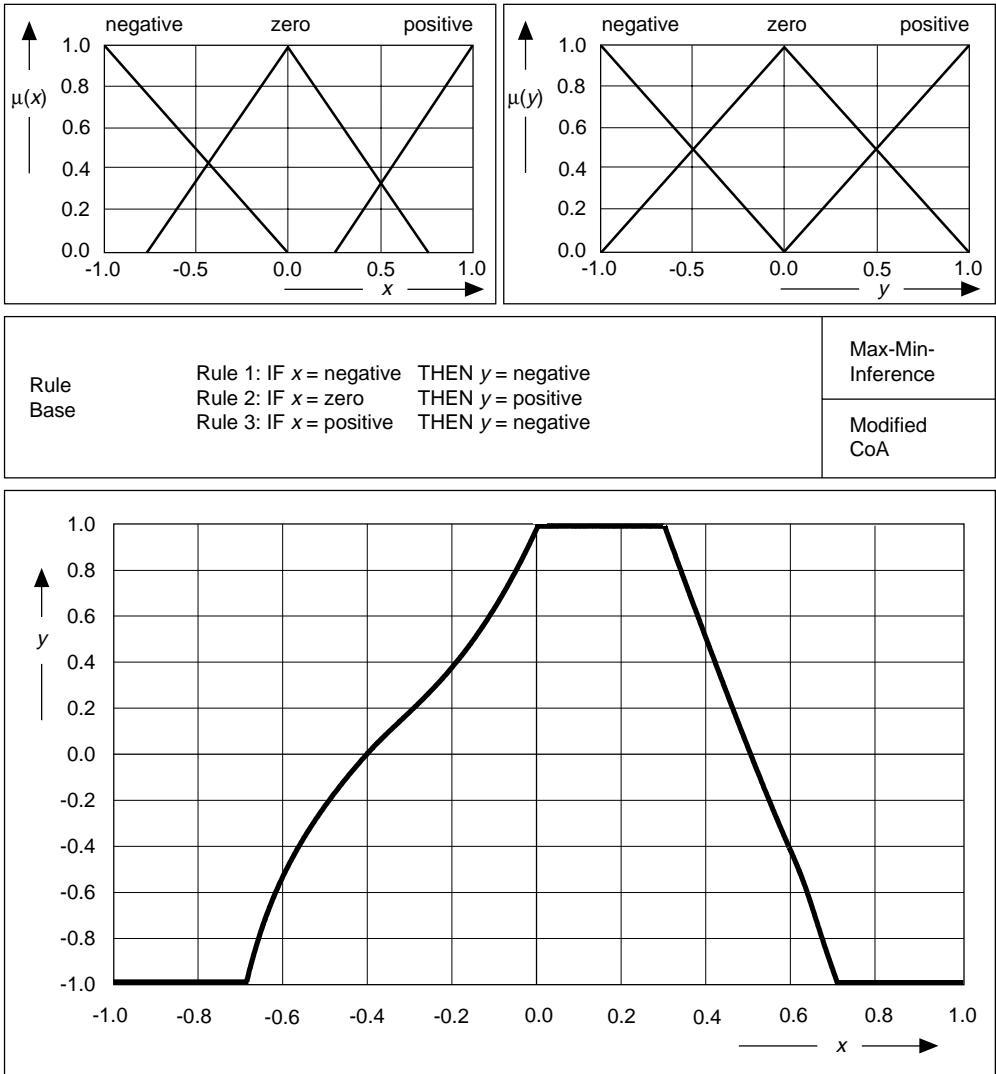 negative zero positive
1.0
0.8
μ(x)
0.6
0.4
0.2
0.0
-1.0 -0.5 0.0 0.5 1.0
x
negative zero positive
1.0
0.8
μ(y)
0.6
0.4
0.2
0.0
-1.0 -0.5 0.0 0.5 1.0
y
Rule
Base
Rule 1: IF x = negative THEN y = negative
Rule 2: IF x = zero THEN y = positive
Rule 3: IF x = positive THEN y = negative
Max-Min-
Inference
Modified
CoA
1.0
0.8
0.6
y
0.4
0.2
0.0
-0.2
-0.4
-0.6
-0.8
-1.0
-1.0 -0.8 -0.6 -0.4 -0.2 0.0 0.2 0.4 0.6 0.8 1.0
x